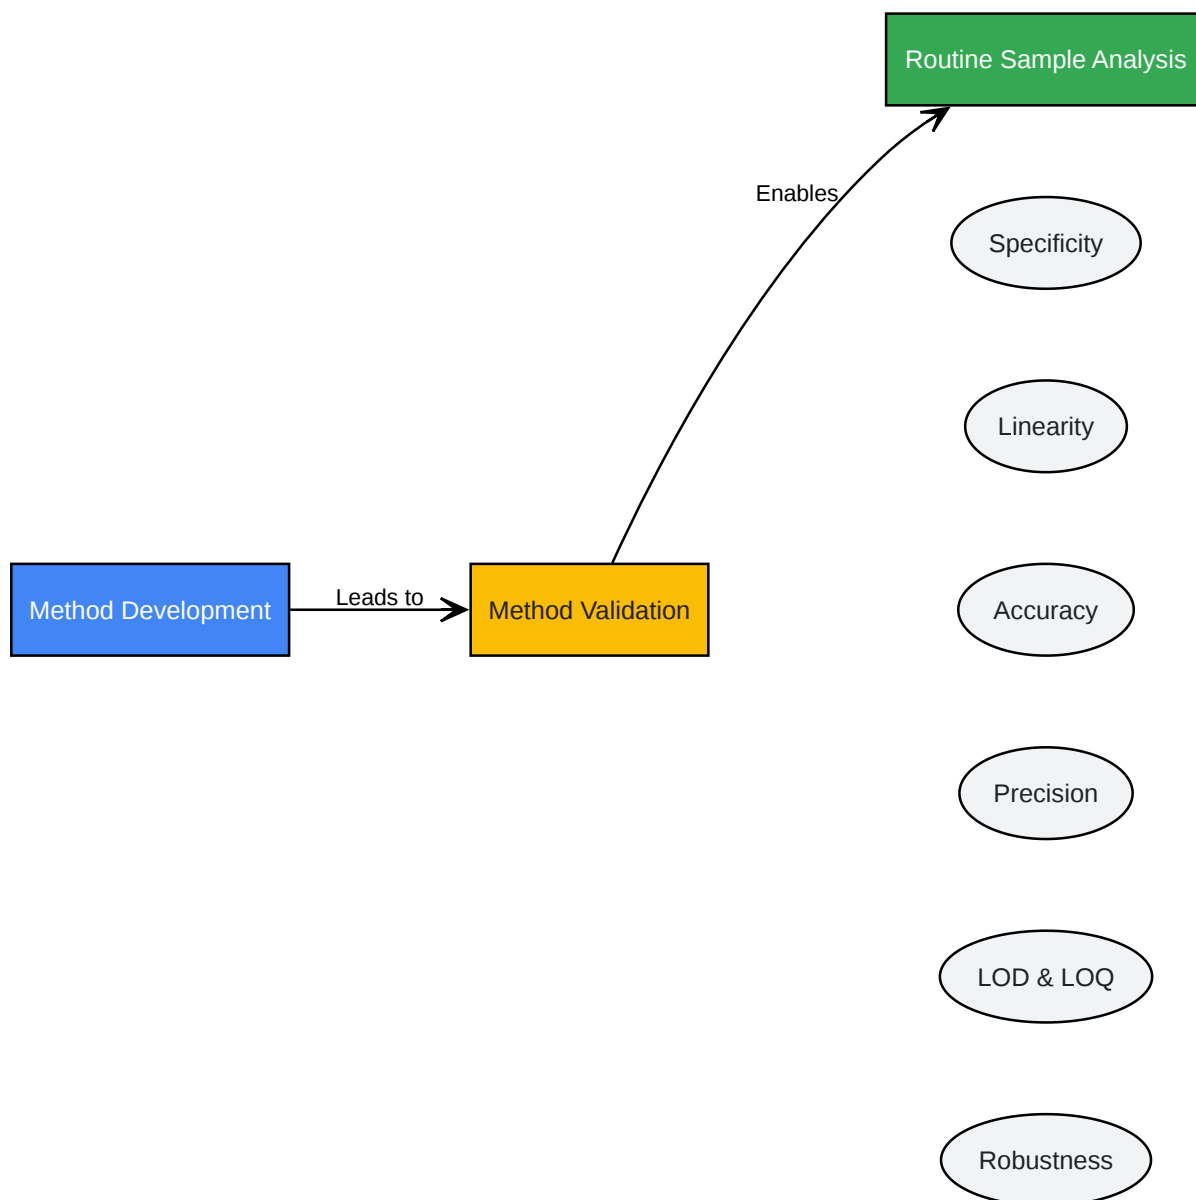 Routine Sample Analysis
Enables
Specificity
Linearity
Method Development
Leads to
Method Validation
Accuracy
Precision
LOD & LOQ
Robustness